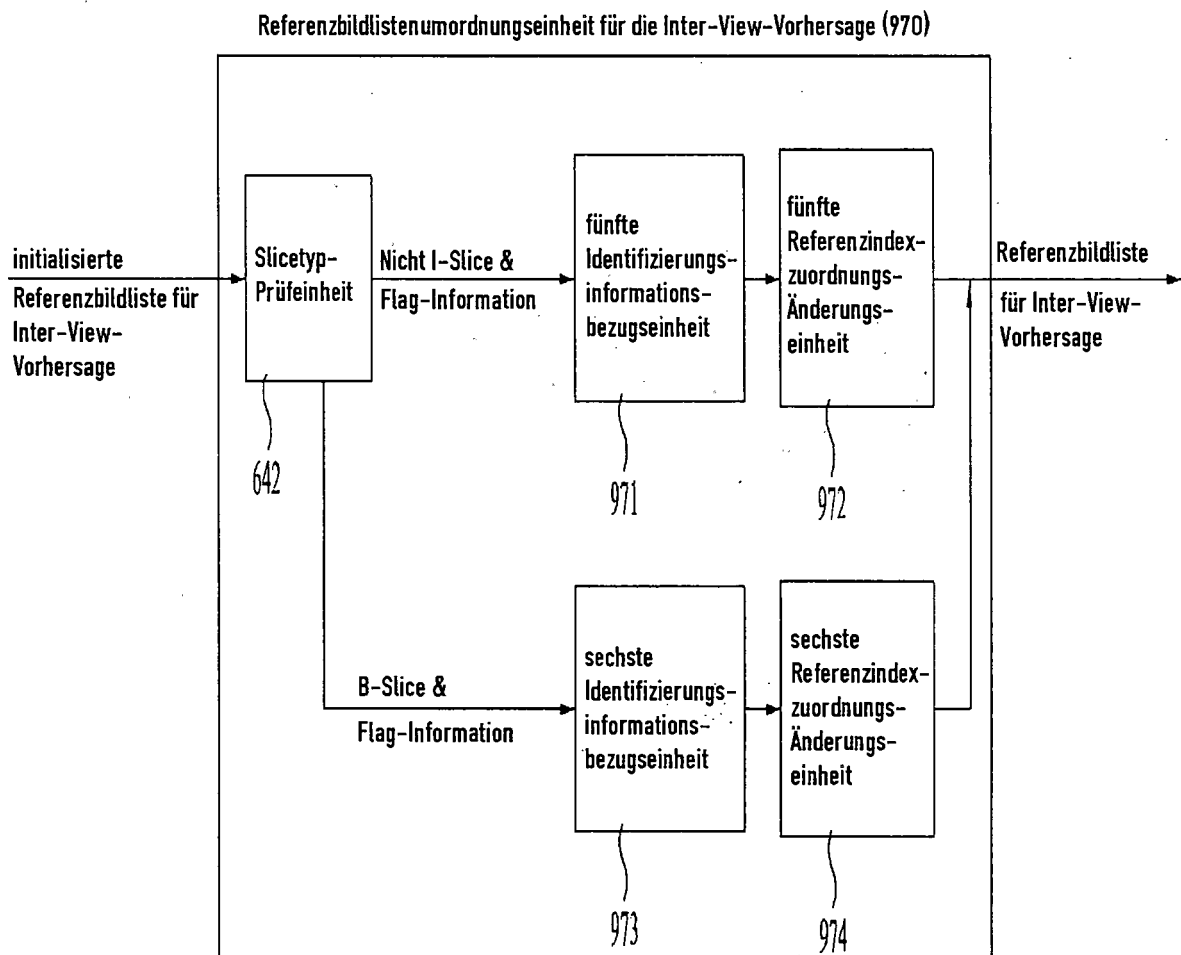 Referenzbildlistenumordnungseinheit für die Inter-View-Vorhersage (970)
initialisierte
Referenzbildliste für
Inter-View-
Vorhersage
Slicetyp-
Prüfeinheit
642
Nicht I-Slice &
Flag-Information
fünfte
Identifizierungs-
informations-
bezugseinheit
971
fünfte
Referenzindex-
zuordnungs-
Änderungs-
einheit
972
Referenzbildliste
für Inter-View-
Vorhersage
B-Slice &
Flag-Information
sechste
Identifizierungs-
informations-
bezugseinheit
973
sechste
Referenzindex-
zuordnungs-
Änderungs-
einheit
974